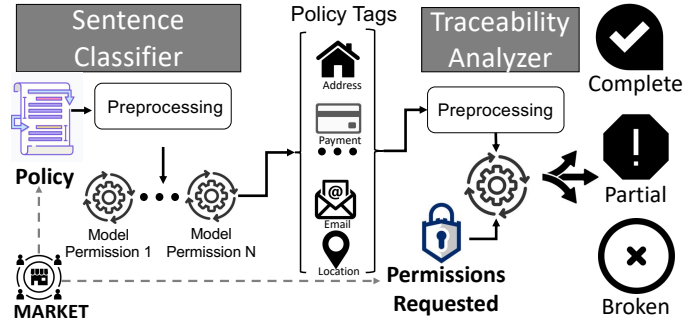 Sentence
Classifier
Policy Tags
Traceability
Analyzer
Preprocessing
Policy
Model
Permission 1
Model
Permission N
MARKET
Address
Payment
@
Email
Location
Preprocessing
Permissions
Requested
Complete
Partial
Broken